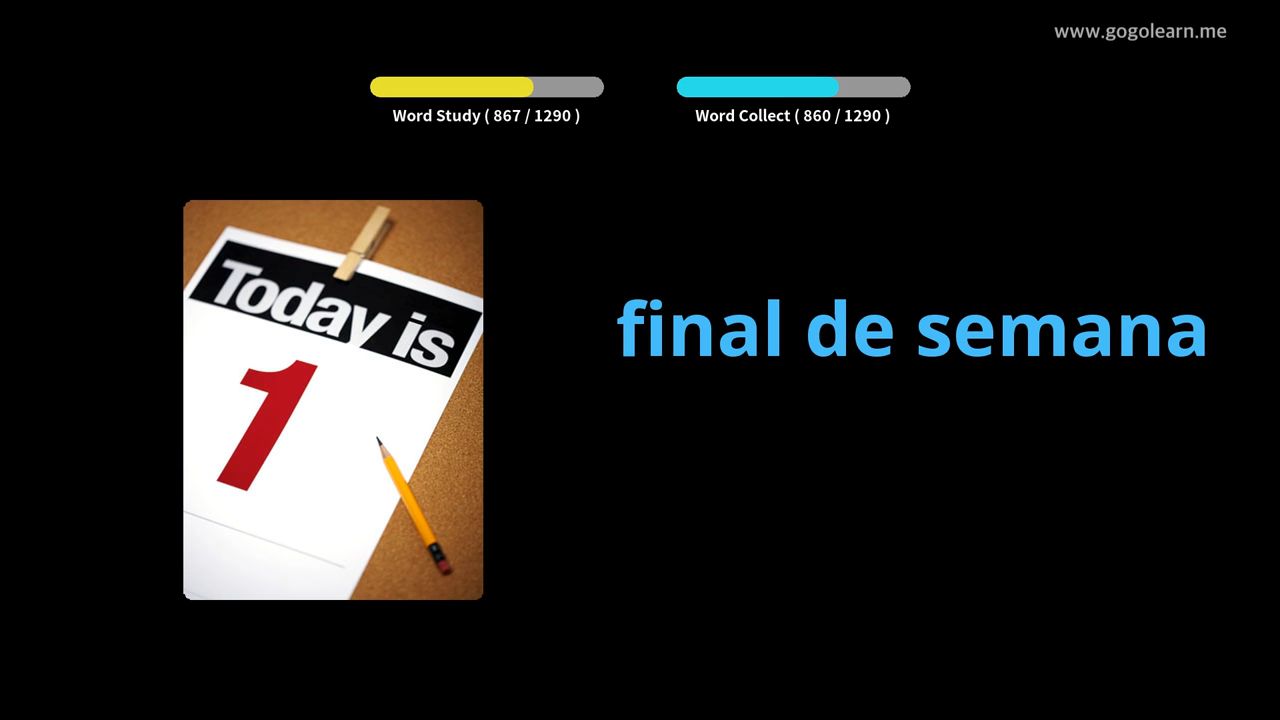 www.gogolearn.me
Word Study ( 867 / 1290 )
Word Collect ( 860 / 1290 )
Today is
1
final de semana